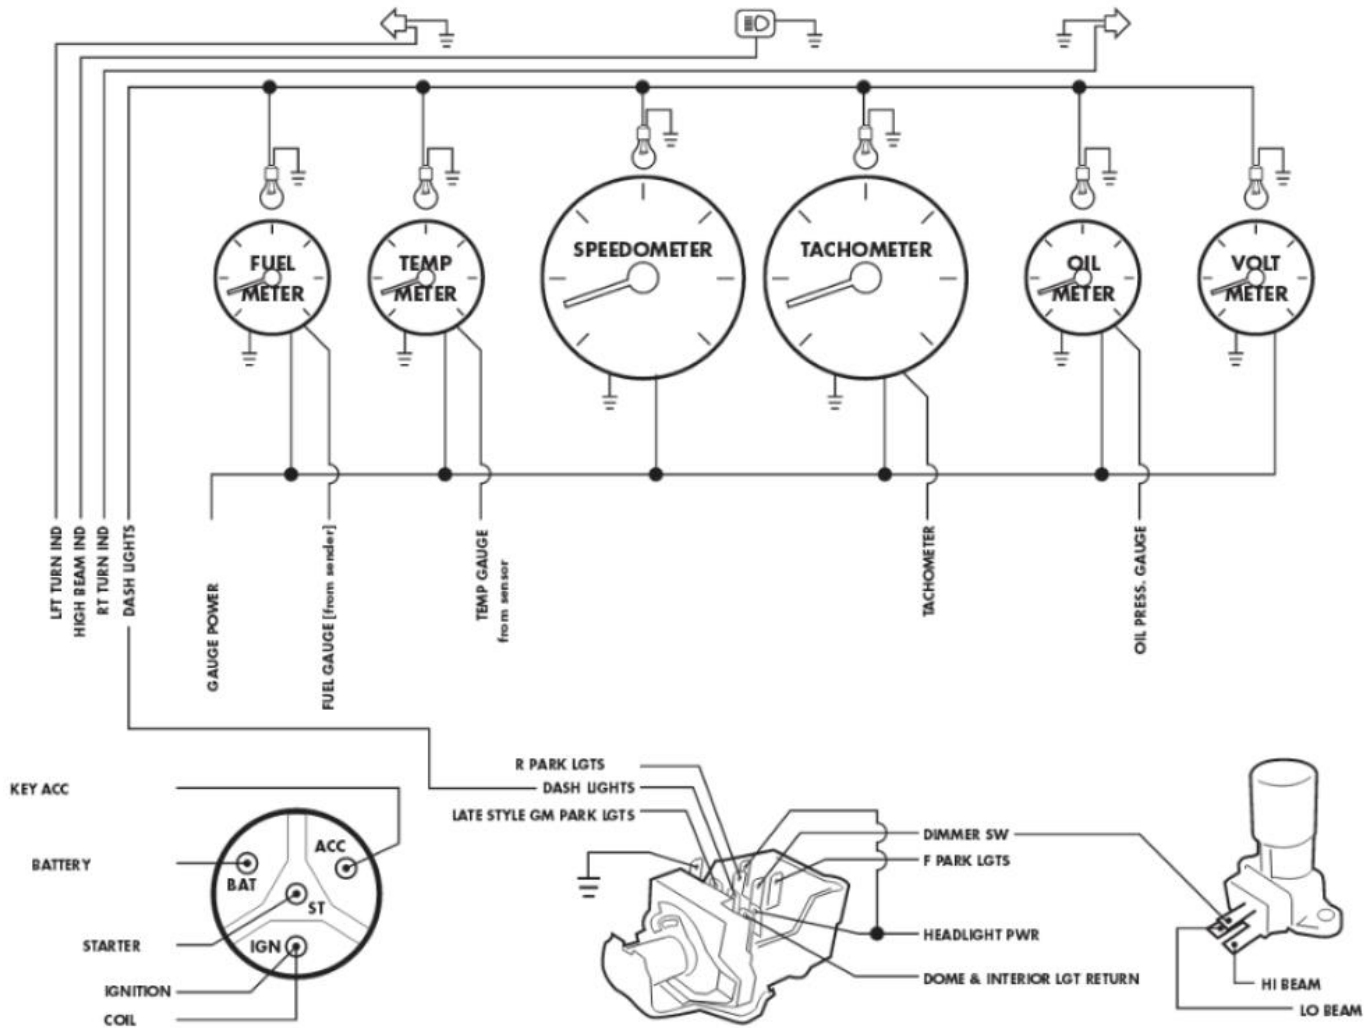 FUEL
METER
TEMP
METER
SPEEDOMETER
TACHOMETER
OIL
METER
VOLT
METER
LFT TURN IND
HIGH BEAM IND
RT TURN IND
DASH LIGHTS
GAUGE POWER
FUEL GAUGE [from sender]
TEMP GAUGE
from sensor
TACHOMETER
OIL PRESS. GAUGE
KEY ACC
BATTERY
STARTER
IGNITION
COIL
ACC
BAT
ST
IGN
R PARK LGTS
DASH LIGHTS
LATE STYLE GM PARK LGTS
DIMMER SW
F PARK LGTS
HEADLIGHT PWR
DOME & INTERIOR LGT RETURN
HI BEAM
LO BEAM